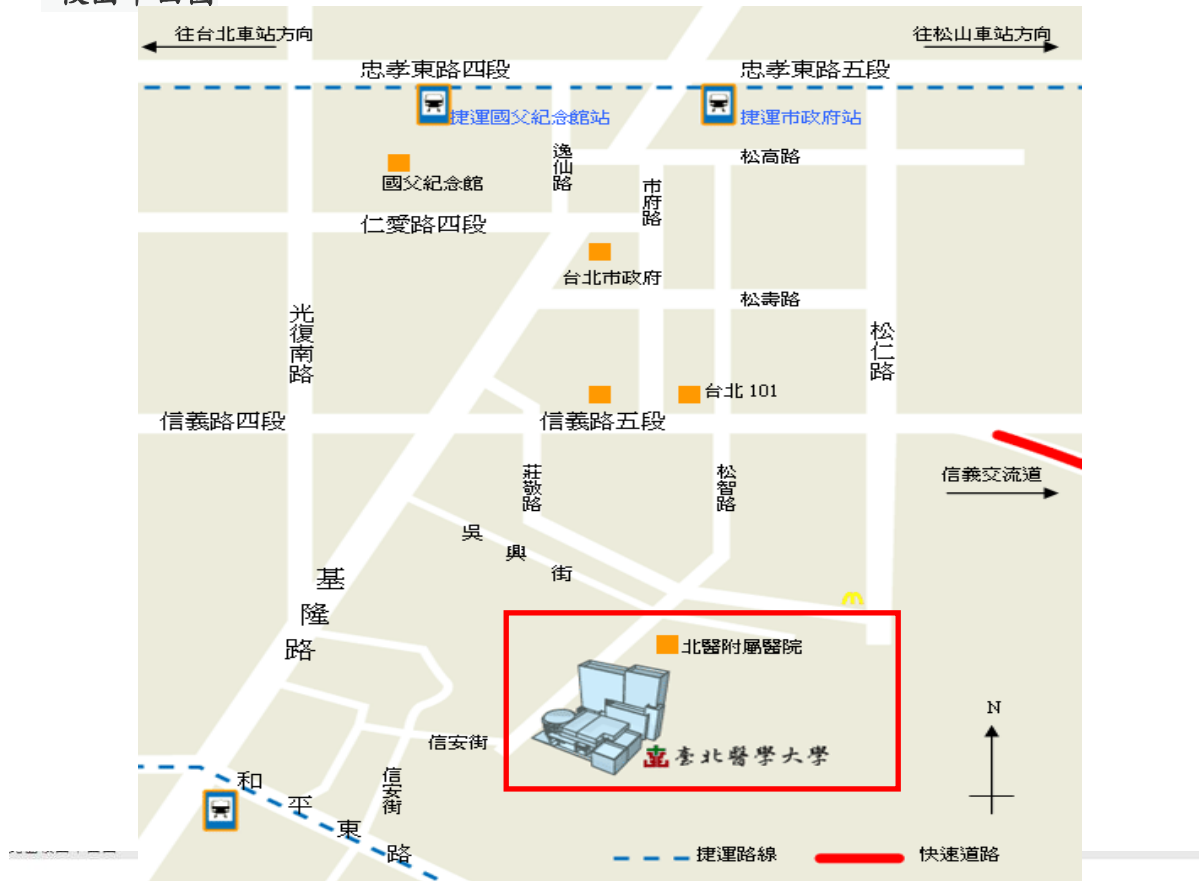 往台北車站方向
往松山車站方向
忠孝東路四段
忠孝東路五段
捷運國父紀念館站
捷運市政府站
逸仙路
松高路
國父紀念館
市府路
仁愛路四段
台北市政府
松壽路
光復南路
松仁路
台北 101
信義路四段
信義路五段
莊敬路
松智路
信義交流道
吳興街
基隆路
北醫附屬醫院
N
信安街
臺北醫學大學
信安街
和平東路
捷運路線
快速道路